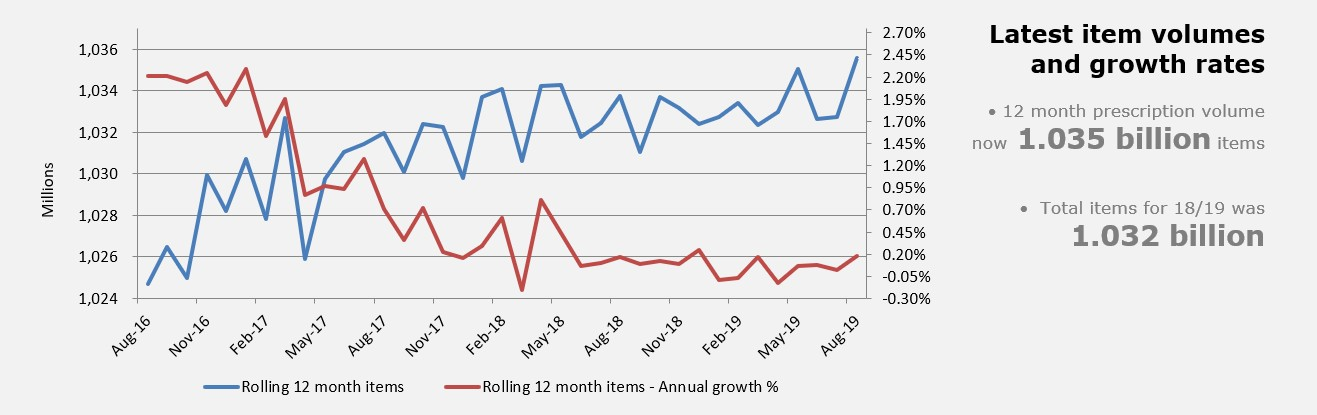 Latest item volumes
and growth rates
• 12 month prescription volume
now 1.035 billion items
• Total items for 18/19 was
1.032 billion
Millions
1,036
1,034
1,032
1,030
1,028
1,026
1,024
2.70%
2.45%
2.20%
1.95%
1.70%
1.45%
1.20%
0.95%
0.70%
0.45%
0.20%
-0.05%
-0.30%
Aug-16
Nov-16
Feb-17
May-17
Aug-17
Nov-17
Feb-18
May-18
Aug-18
Nov-18
Feb-19
May-19
Aug-19
Rolling 12 month items
Rolling 12 month items - Annual growth %